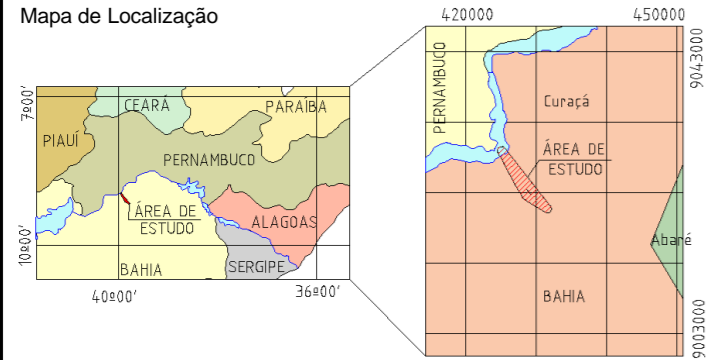 Mapa de Localização
7º00'
10º00'
CEARÁ
PARAÍBA
PIAUÍ
PERNAMBUCO
ÁREA DE
ESTUDO
ALAGOAS
BAHIA
SERGIPE
40º00'
36º00'
420000
450000
9043000
PERNAMBUCO
Curaçá
ÁREA DE
ESTUDO
Abaré
BAHIA
9003000